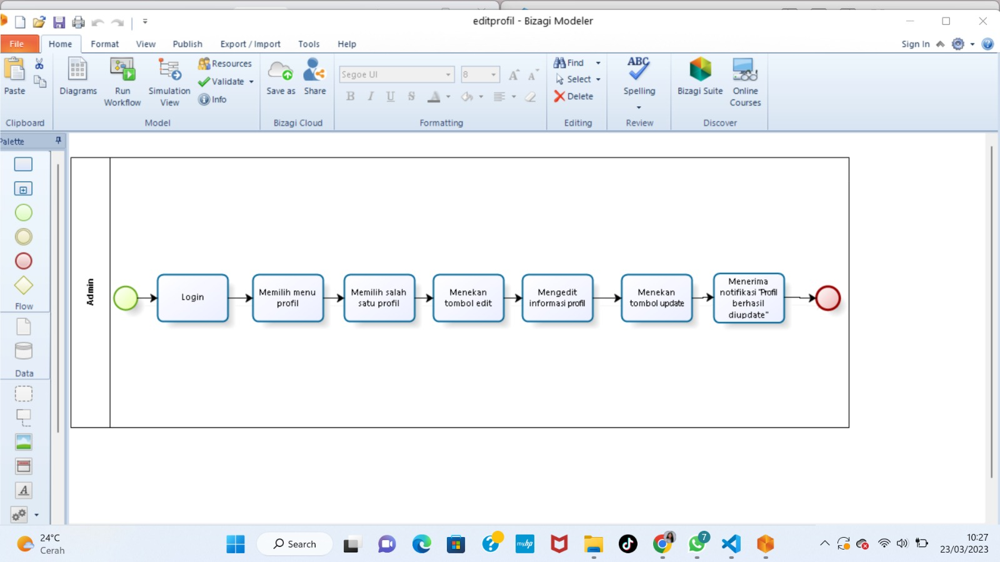 editprofil - Bizagi Modeler
File
Home
Format
View
Publish
Export / Import
Tools
Help
Sign In
Paste
Clipboard
Diagrams
Run
Workflow
Simulation
View
Resources
Validate
Info
Model
Save as
Share
Bizagi Cloud
Segoe UI
8
A
A
B I U S A
Formatting
Find
Select
Delete
Editing
ABC
Spelling
Review
Bizagi Suite
Online
Courses
Discover
Palette
Flow
Data
A
Admin
Login
Memilih menu
profil
Memilih salah
satu profil
Menekan
tombol edit
Mengedit
informasi profil
Menekan
tombol update
Menerima
notifikasi "Profil
berhasil
diupdate"
24°C
Cerah
Search
myhp
7
10:27
23/03/2023